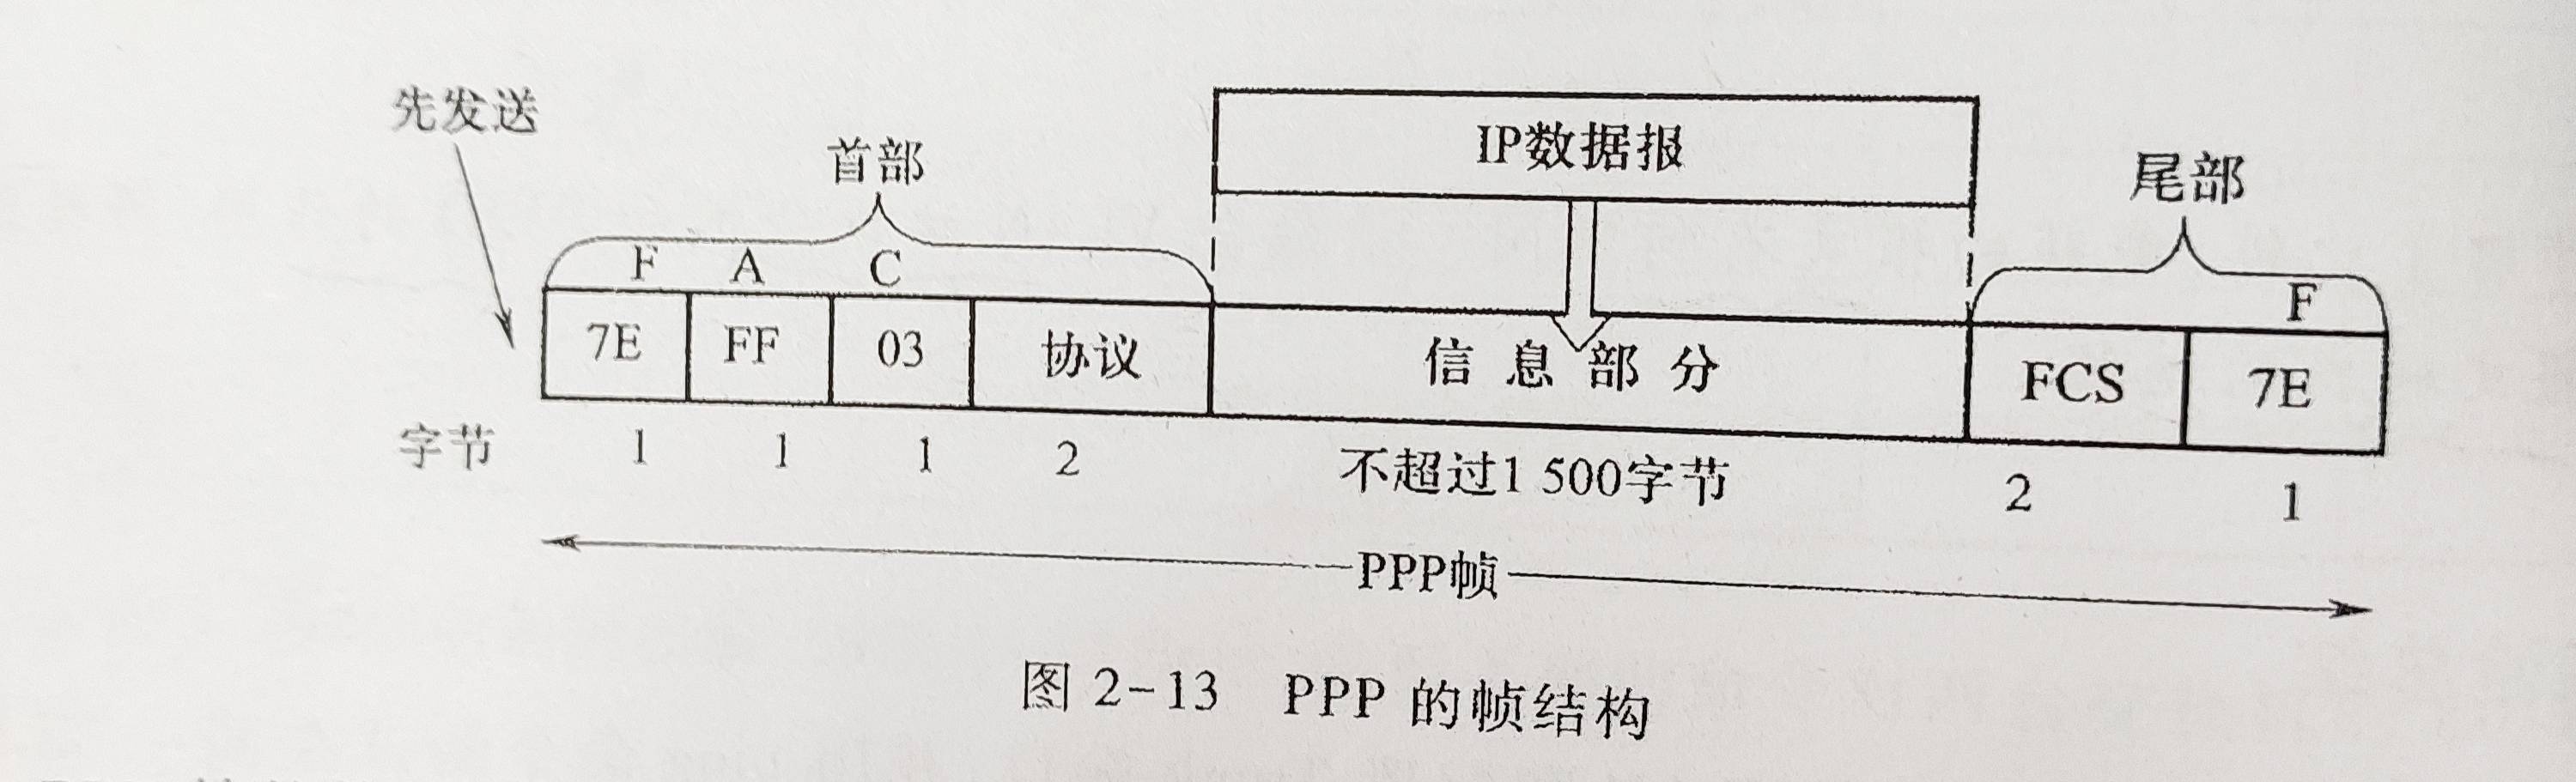 先发送
首部
IP数据报
尾部
F A C
F
7E FF 03 协议 信息部分 FCS 7E
字节 1 1 1 2 不超过1 500字节 2 1
PPP帧
图 2-13 PPP 的帧结构